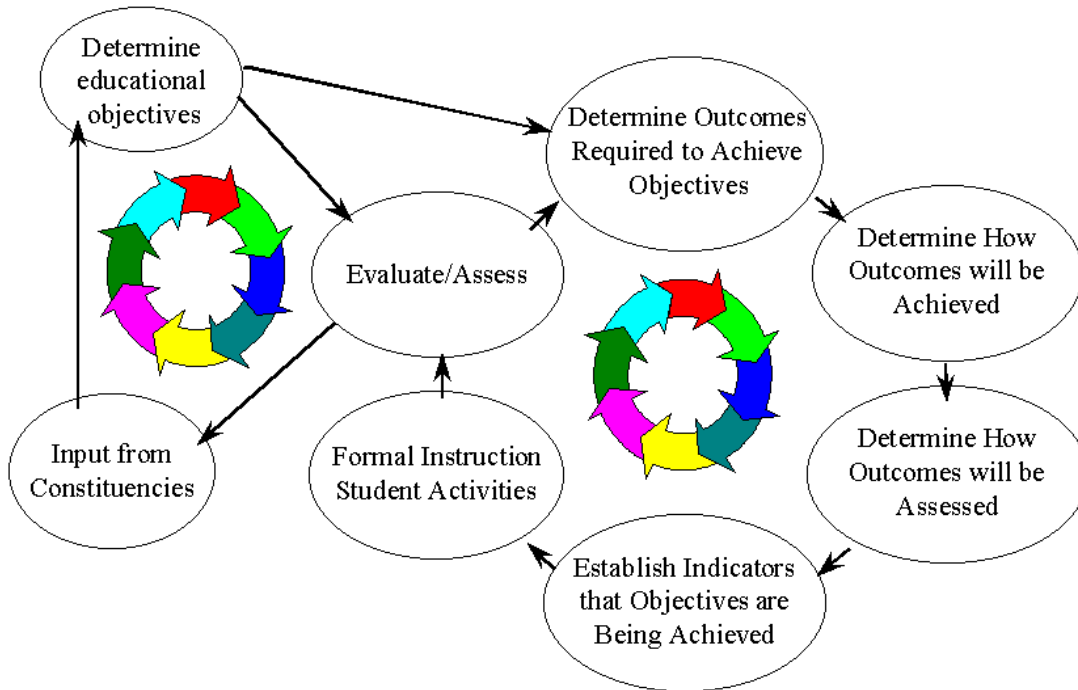 Determine
educational
objectives
Determine Outcomes
Required to Achieve
Objectives
Evaluate/Assess
Determine How
Outcomes will be
Achieved
Input from
Constituencies
Formal Instruction
Student Activities
Determine How
Outcomes will be
Assessed
Establish Indicators
that Objectives are
Being Achieved